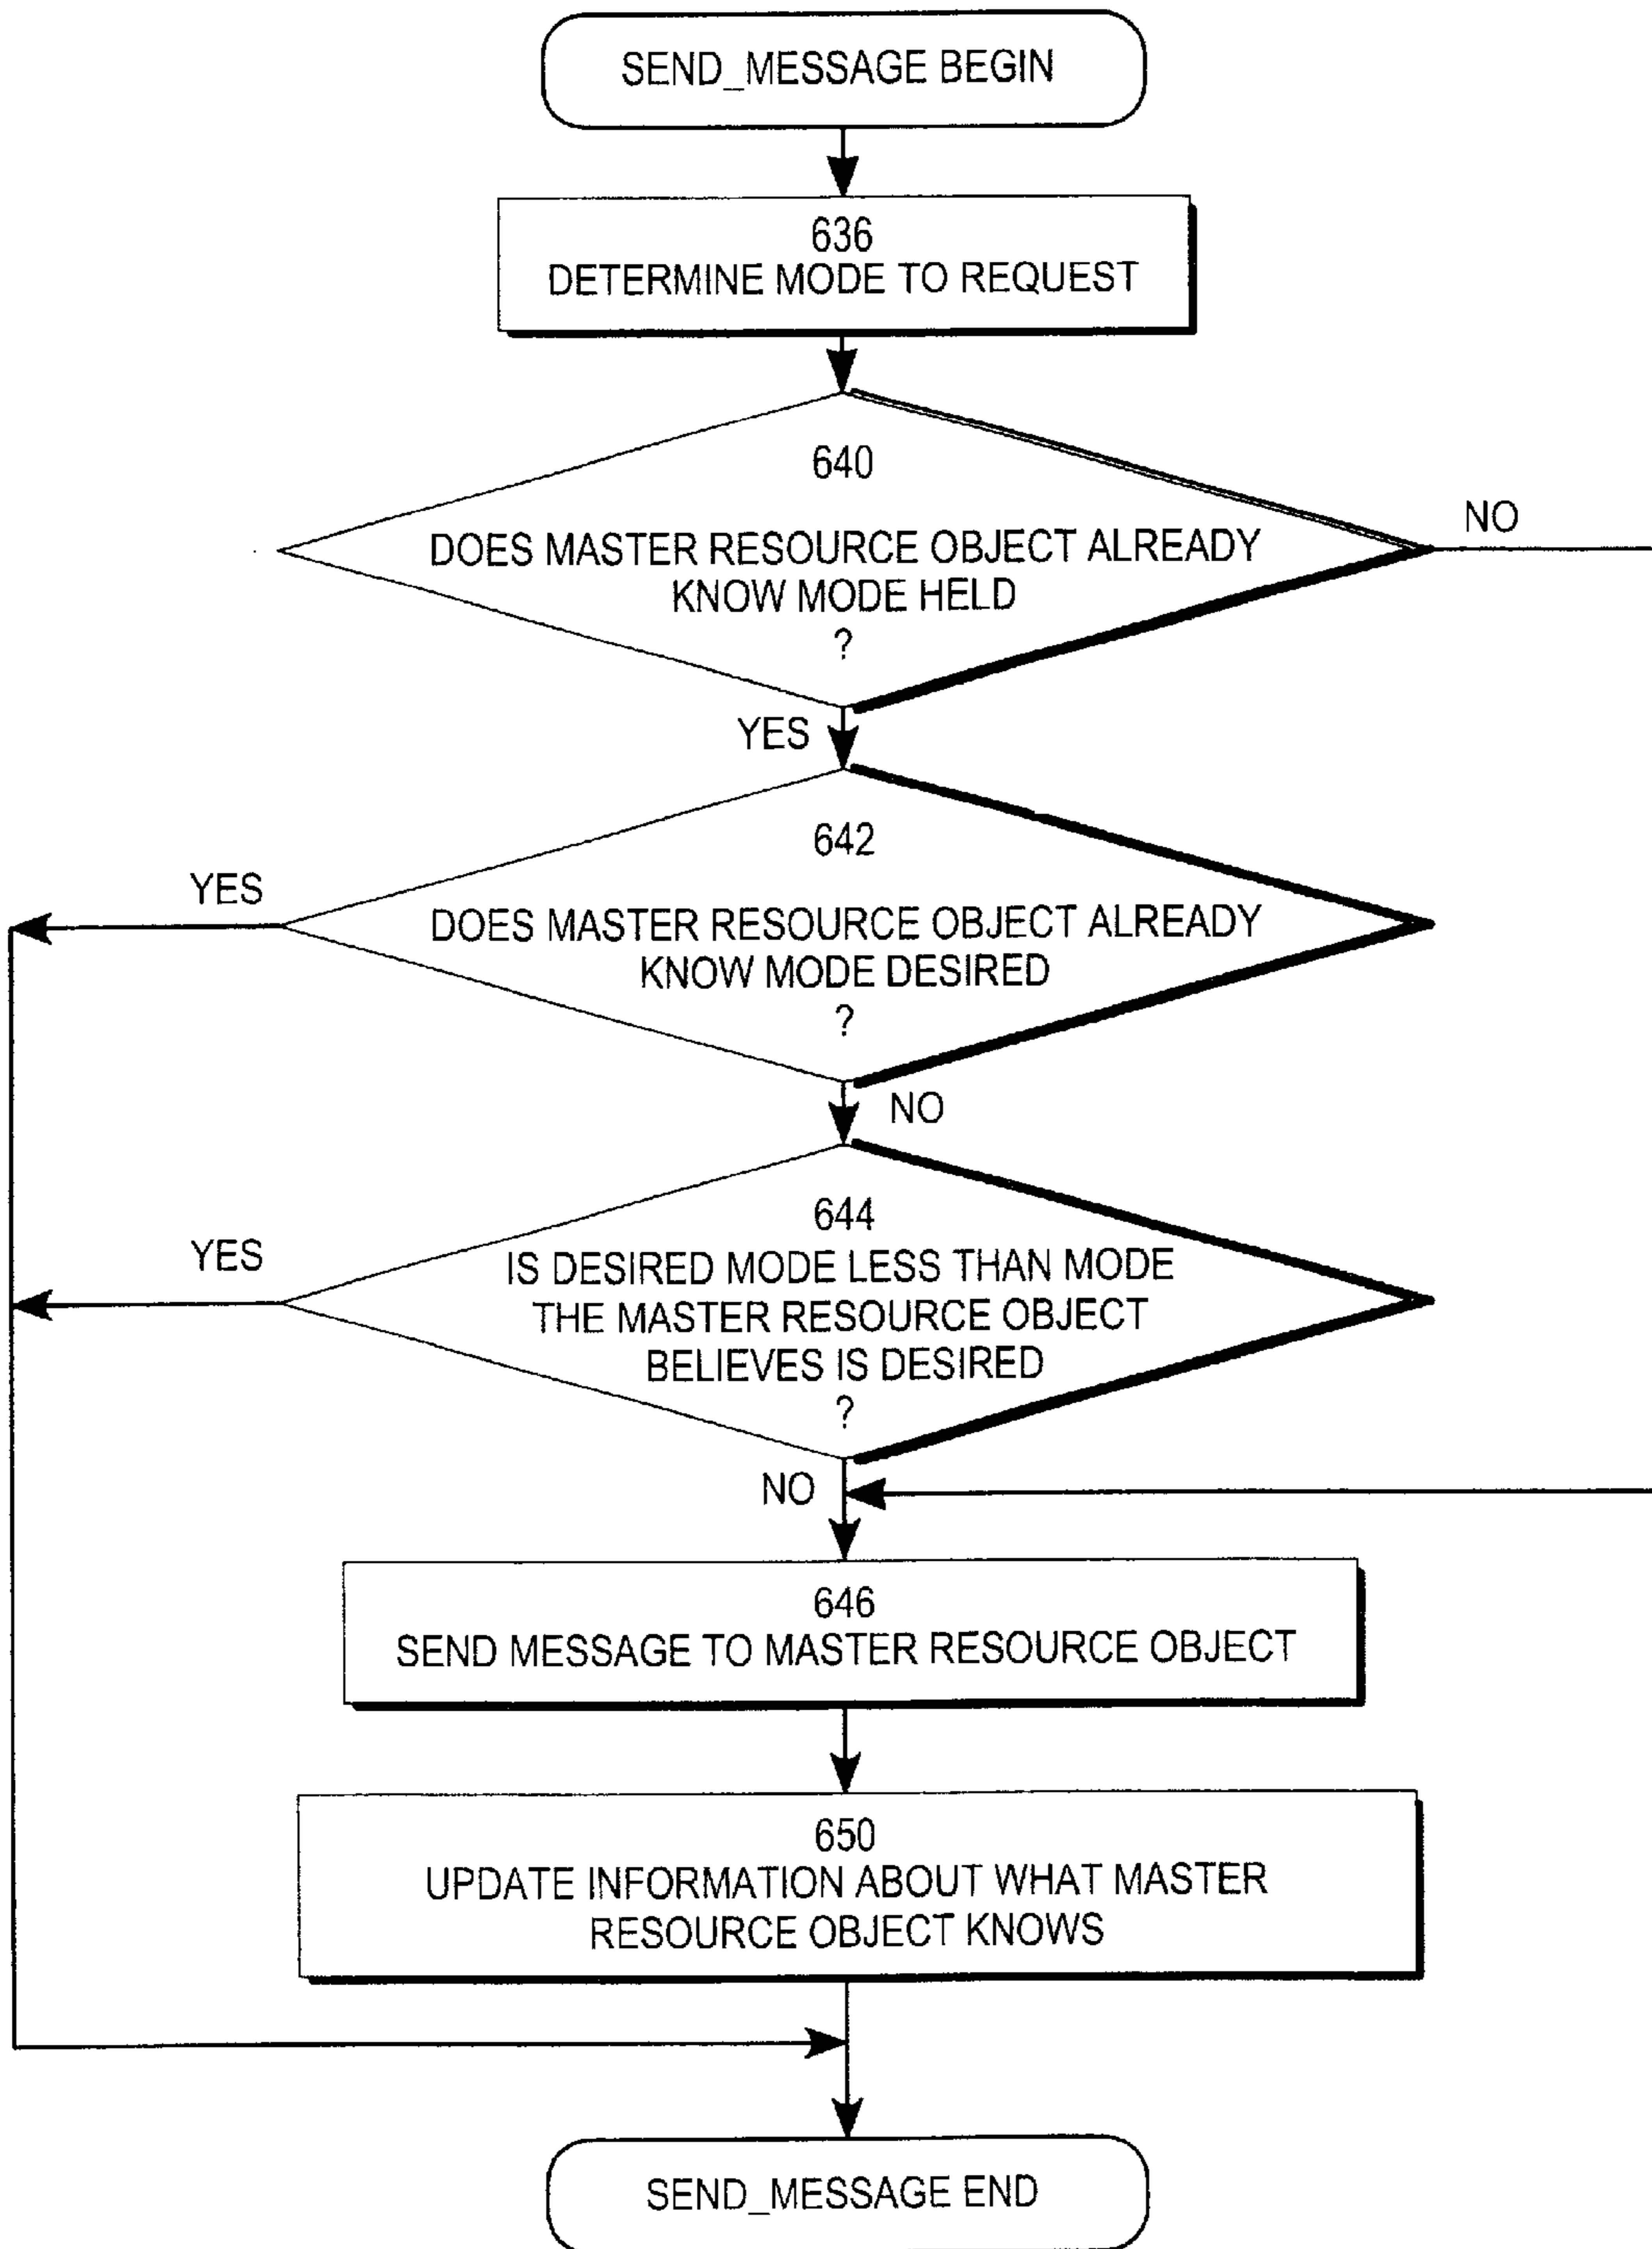 SEND_MESSAGE BEGIN
636
DETERMINE MODE TO REQUEST
640
DOES MASTER RESOURCE OBJECT ALREADY
KNOW MODE HELD
?
NO
YES
642
DOES MASTER RESOURCE OBJECT ALREADY
KNOW MODE DESIRED
?
YES
NO
644
IS DESIRED MODE LESS THAN MODE
THE MASTER RESOURCE OBJECT
BELIEVES IS DESIRED
?
YES
NO
646
SEND MESSAGE TO MASTER RESOURCE OBJECT
650
UPDATE INFORMATION ABOUT WHAT MASTER
RESOURCE OBJECT KNOWS
SEND_MESSAGE END